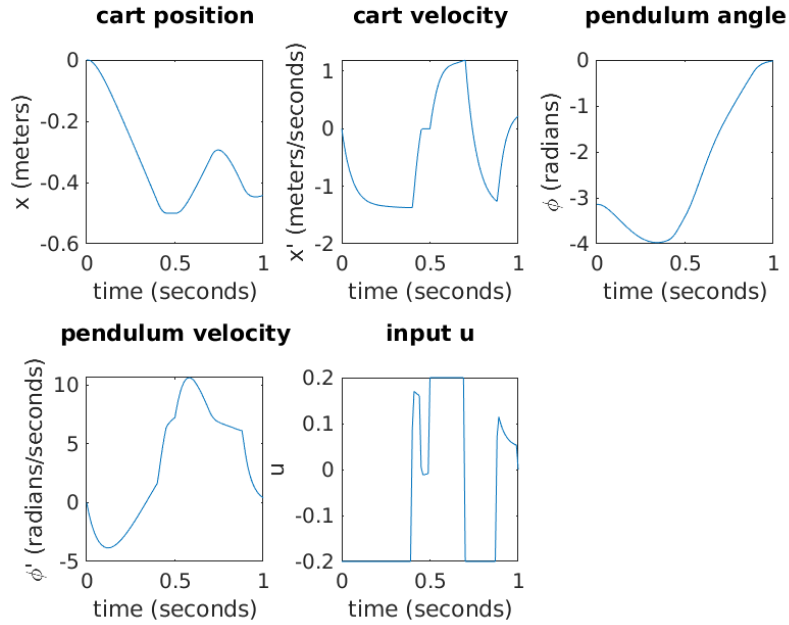 cart position
0
-0.2
-0.4
-0.6
x (meters)
0
0.5
1
time (seconds)
cart velocity
1
0
-1
-2
x' (meters/seconds)
0
0.5
1
time (seconds)
pendulum angle
0
-1
-2
-3
-4
ϕ (radians)
0
0.5
1
time (seconds)
pendulum velocity
10
5
0
-5
ϕ' (radians/seconds)
0
0.5
1
time (seconds)
input u
0.2
0.1
0
-0.1
-0.2
u
0
0.5
1
time (seconds)